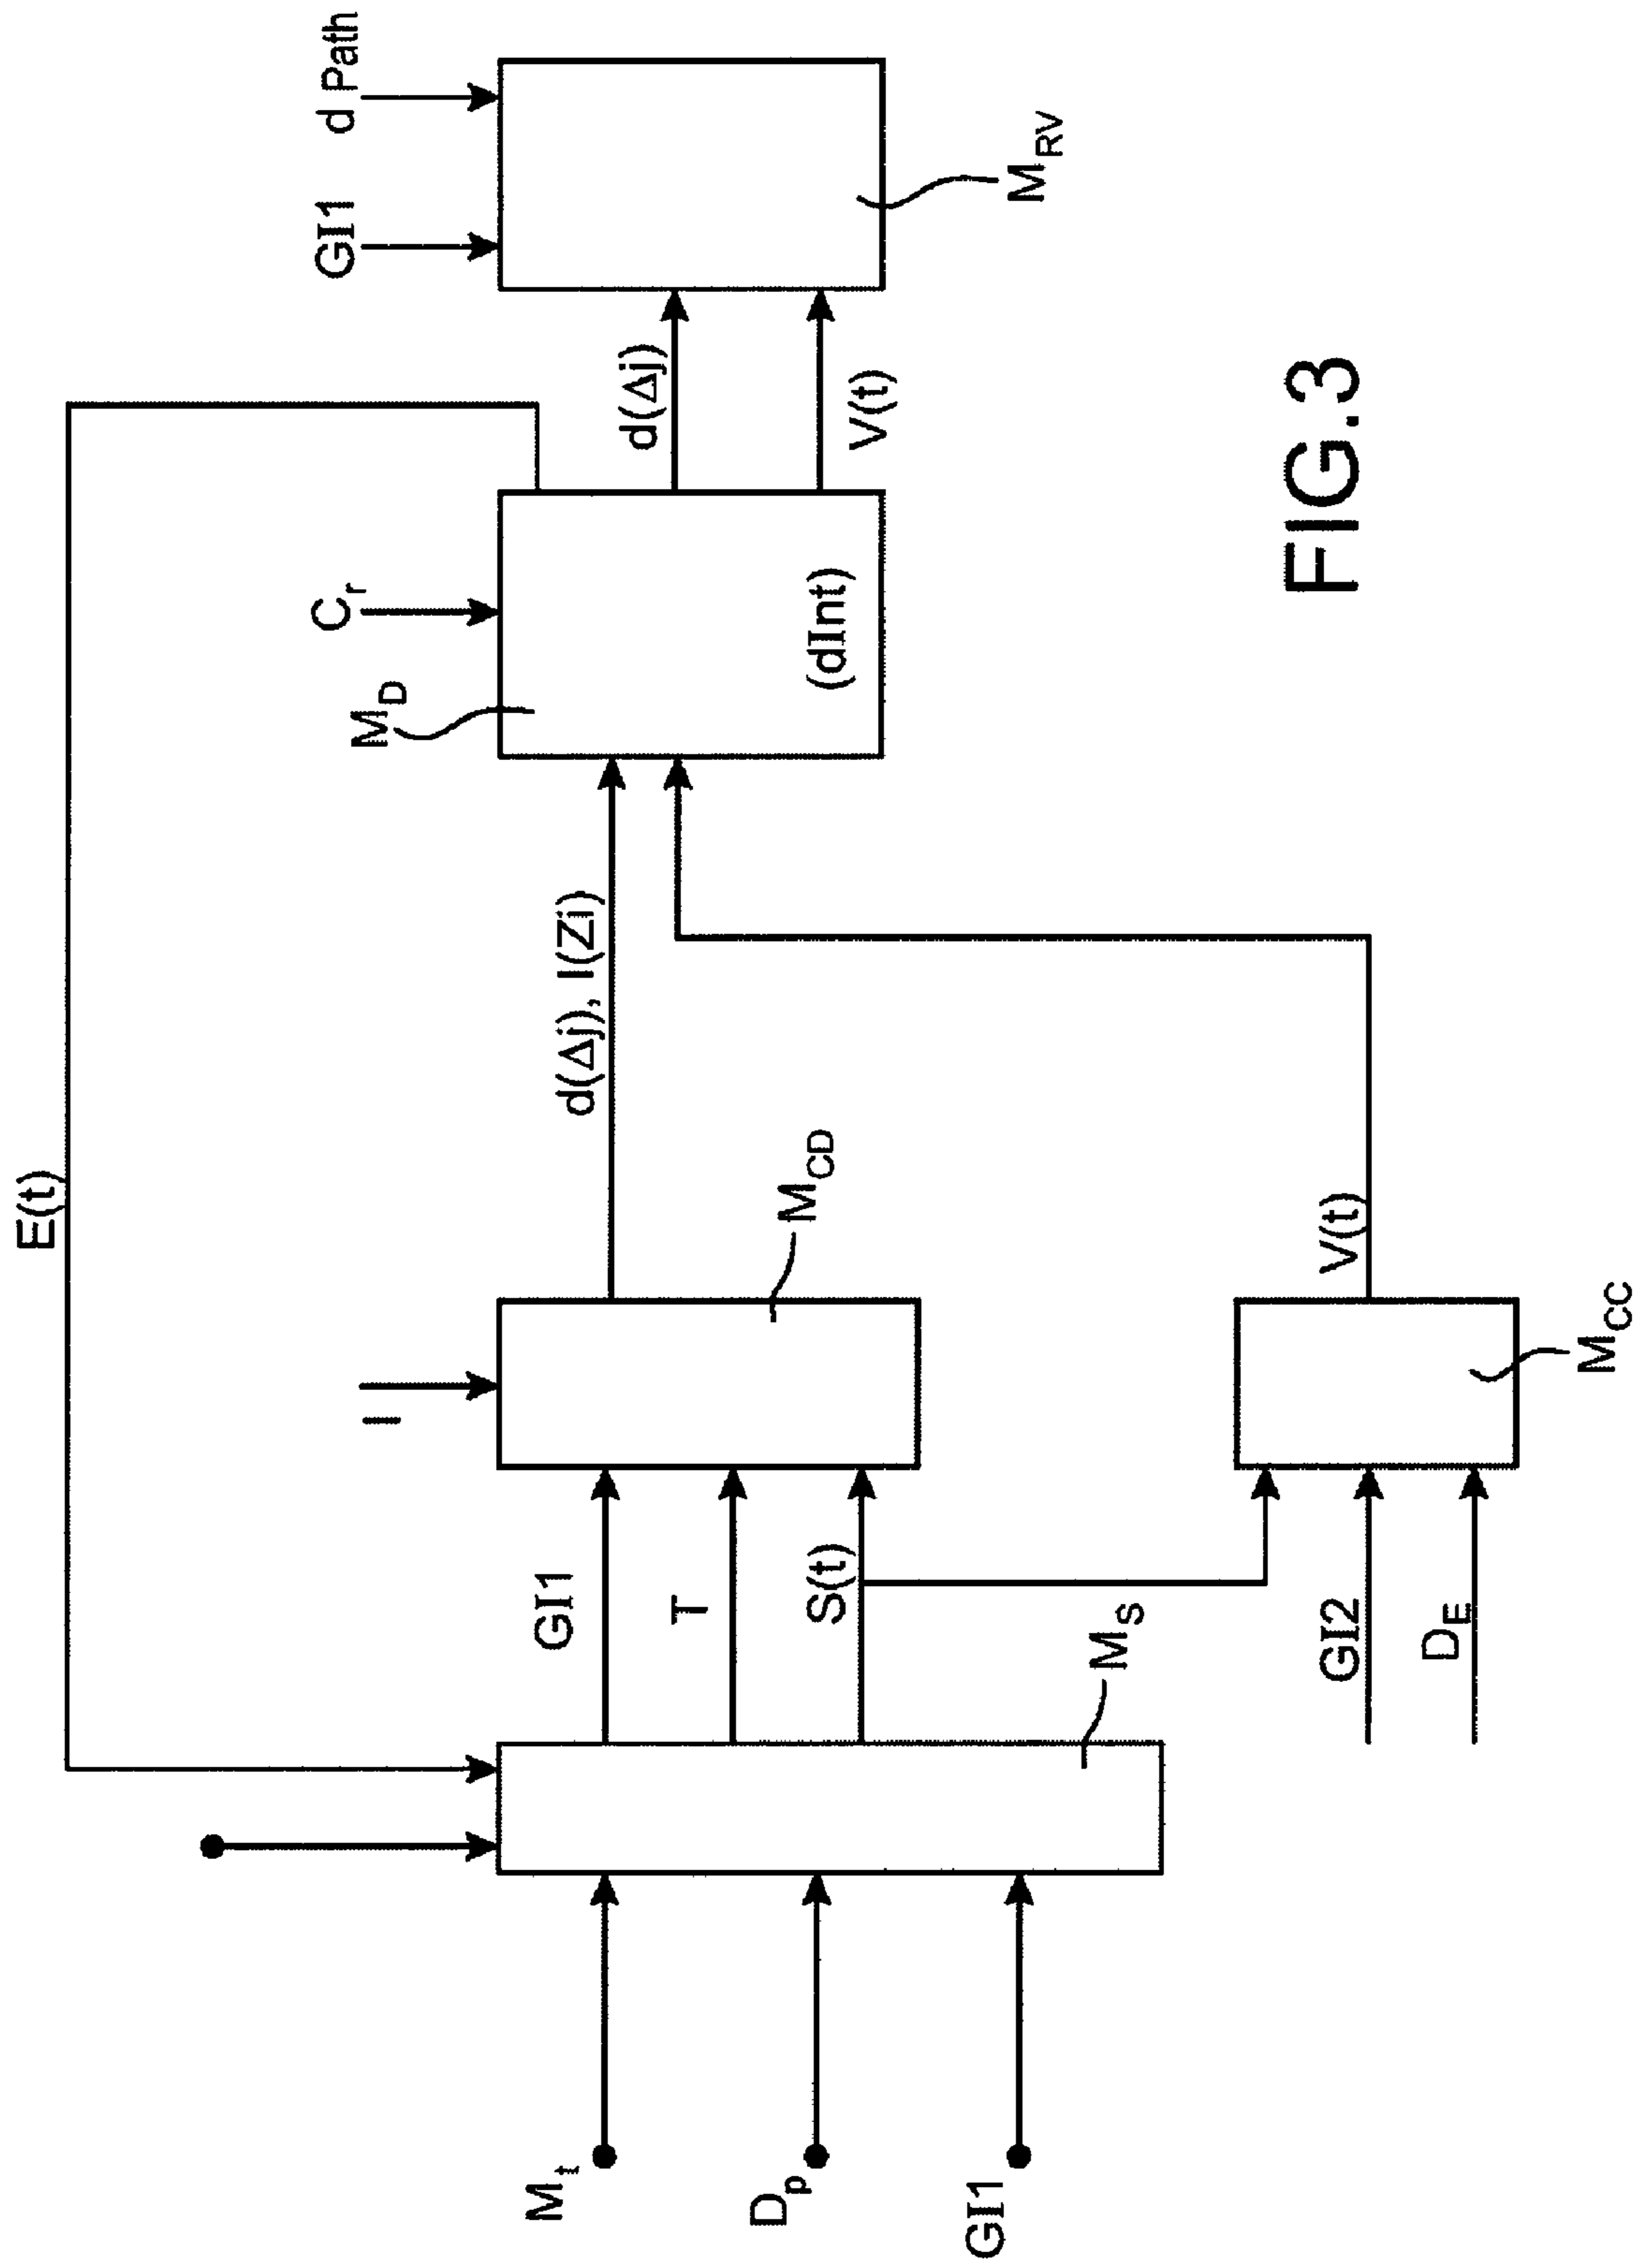 E(t)
M_t
D_p
GI1
GI1
T
S(t)
M_S
I
M_CD
GI2
D_E
M_CC
V(t)
d(Δj), I(Zi)
M_D
C_r
(dInt)
d(Δj)
V(t)
GI1
d Path
M_RV
FIG.3